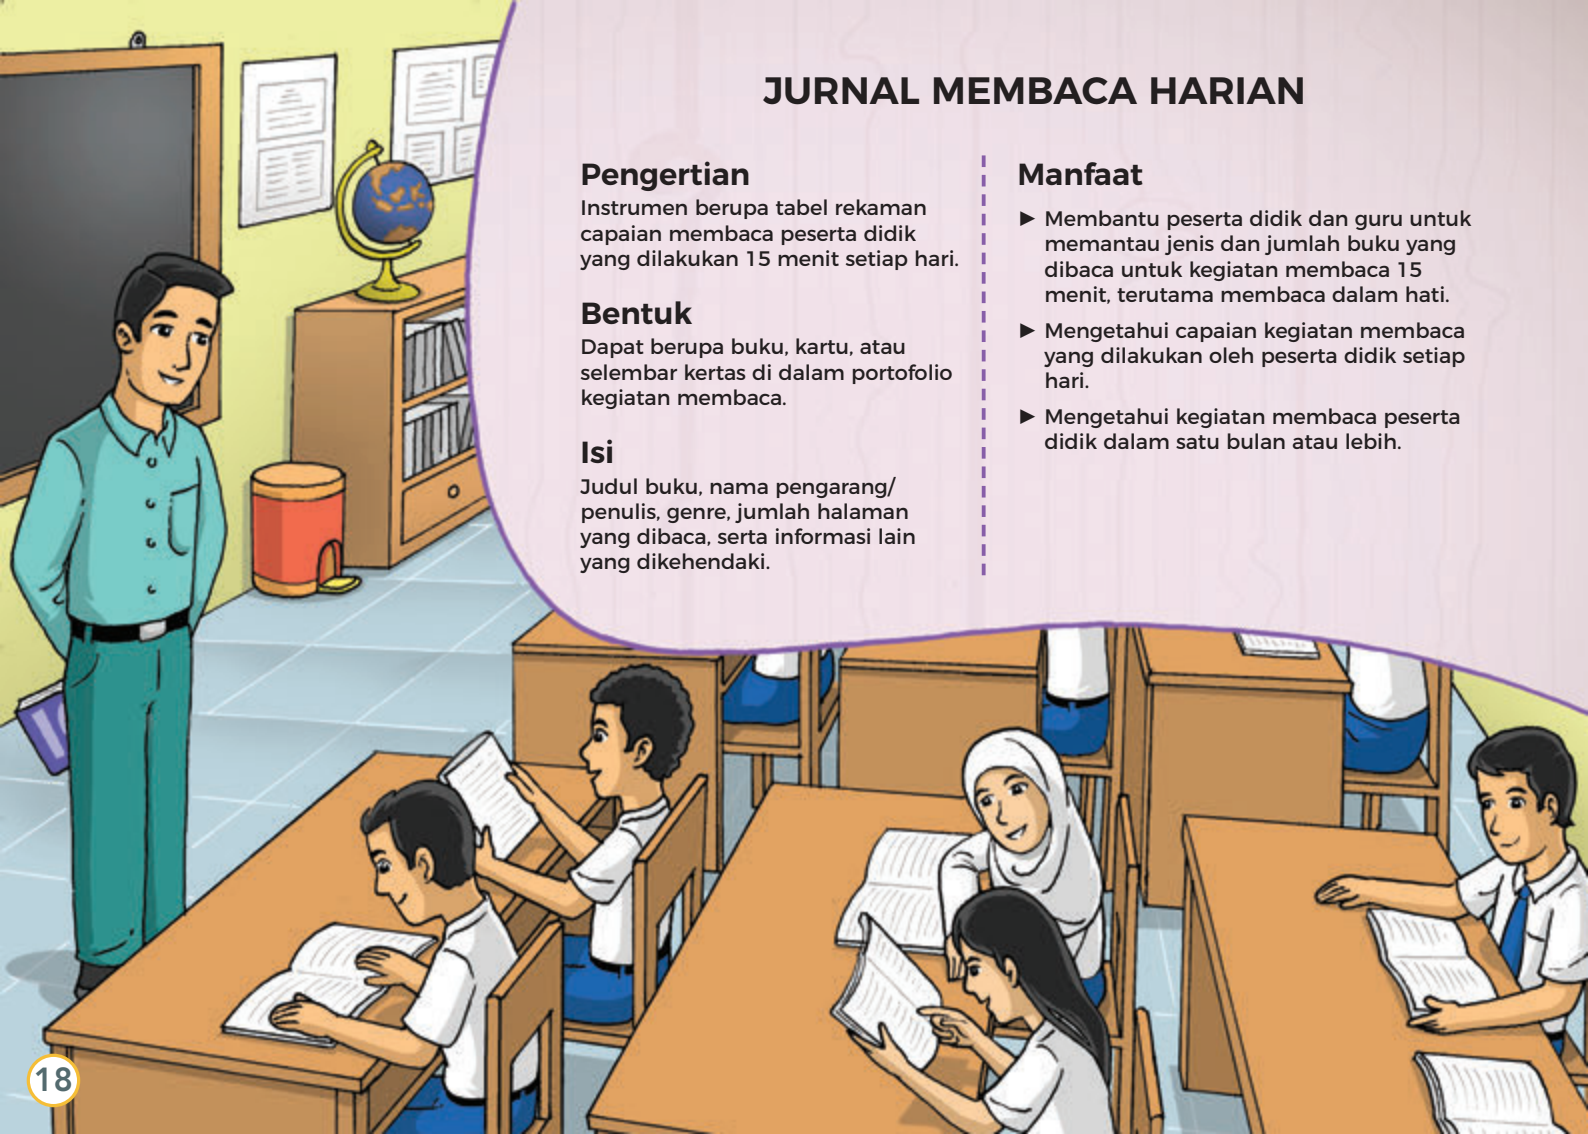 JURNAL MEMBACA HARIAN
Pengertian
Instrumen berupa tabel rekaman
capaian membaca peserta didik
yang dilakukan 15 menit setiap hari.
Bentuk
Dapat berupa buku, kartu, atau
selembar kertas di dalam portofolio
kegiatan membaca.
Isi
Judul buku, nama pengarang/
penulis, genre, jumlah halaman
yang dibaca, serta informasi lain
yang dikehendaki.
Manfaat
► Membantu peserta didik dan guru untuk
memantau jenis dan jumlah buku yang
dibaca untuk kegiatan membaca 15
menit, terutama membaca dalam hati.
► Mengetahui capaian kegiatan membaca
yang dilakukan oleh peserta didik setiap
hari.
► Mengetahui kegiatan membaca peserta
didik dalam satu bulan atau lebih.
18